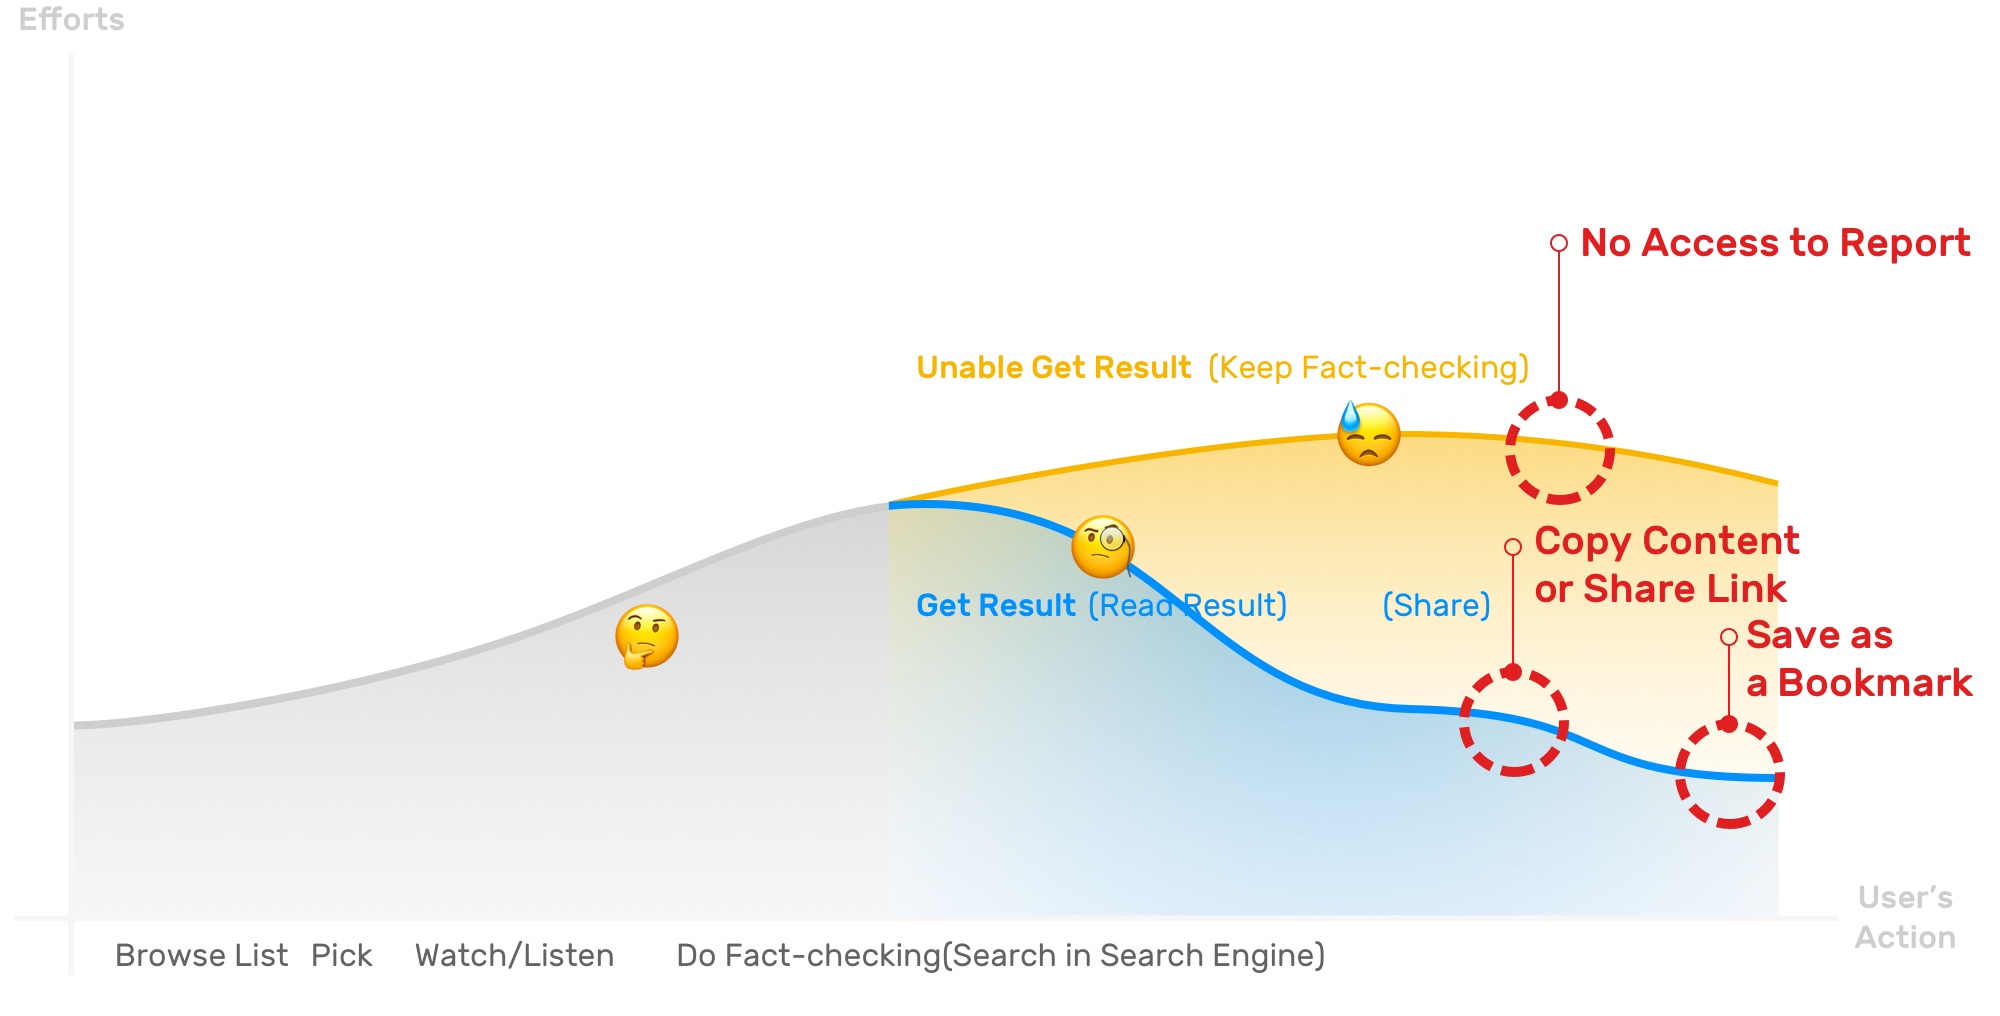 Efforts
No Access to Report
Unable Get Result (Keep Fact-checking)
Copy Content
or Share Link
Get Result (Read Result) (Share)
Save as
a Bookmark
User’s
Action
Browse List Pick Watch/Listen Do Fact-checking(Search in Search Engine)